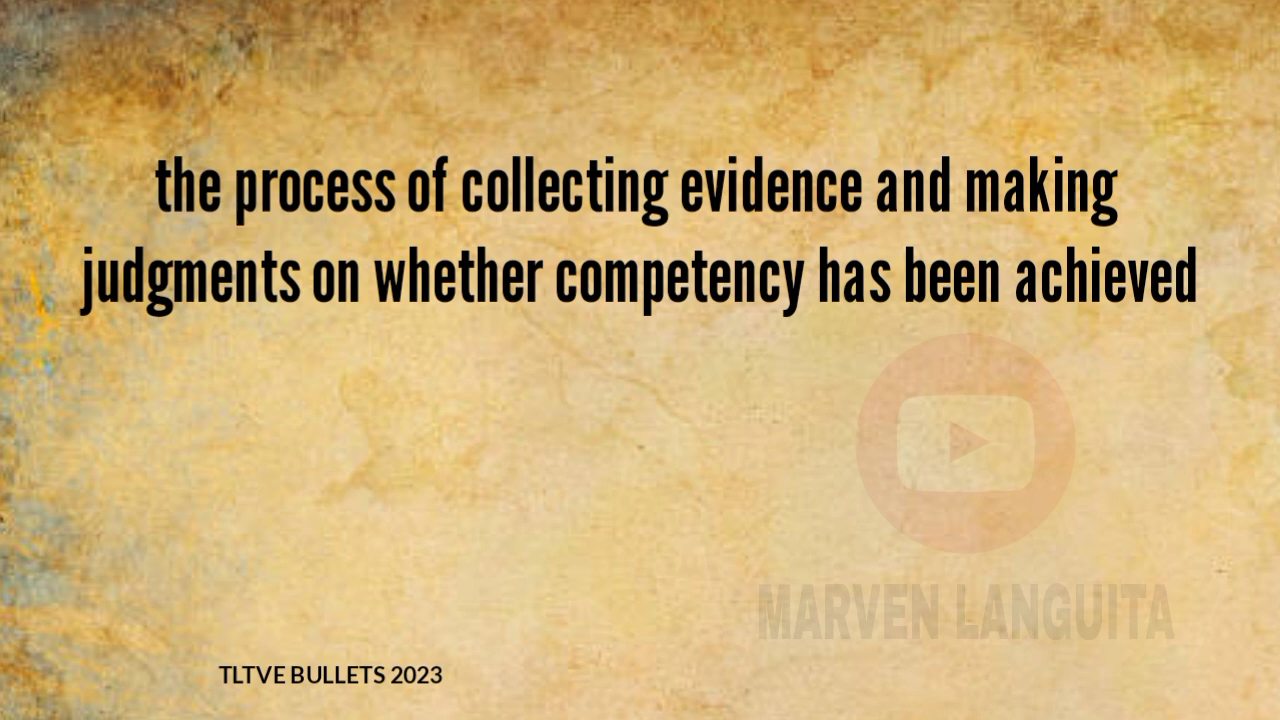 the process of collecting evidence and making
judgments on whether competency has been achieved
MARVEN LANGUITA
TLTVE BULLETS 2023